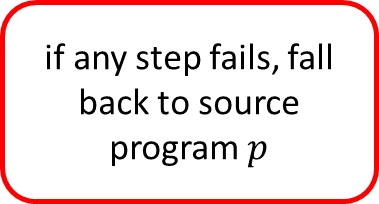 if any step fails, fall
back to source
program 𝑝